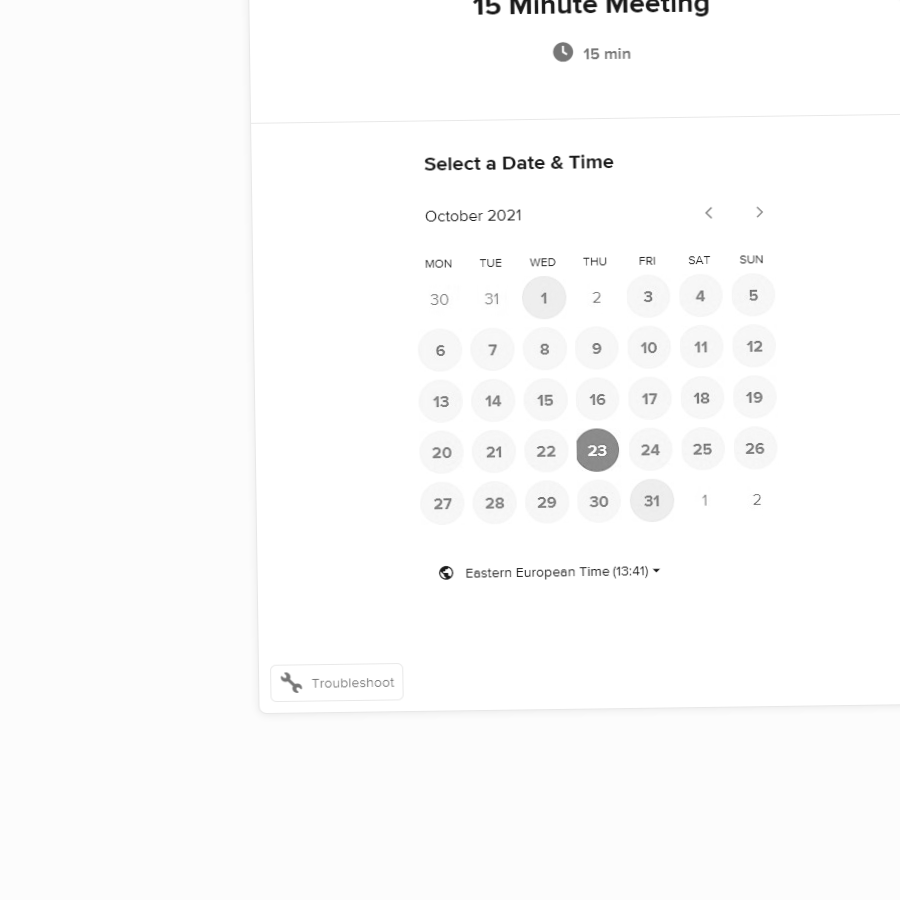 15 Minute Meeting
15 min
Select a Date & Time
October 2021
MON TUE WED THU FRI SAT SUN
30 31 1 2 3 4 5
6 7 8 9 10 11 12
13 14 15 16 17 18 19
20 21 22 23 24 25 26
27 28 29 30 31 1 2
Eastern European Time (13:41)
Troubleshoot